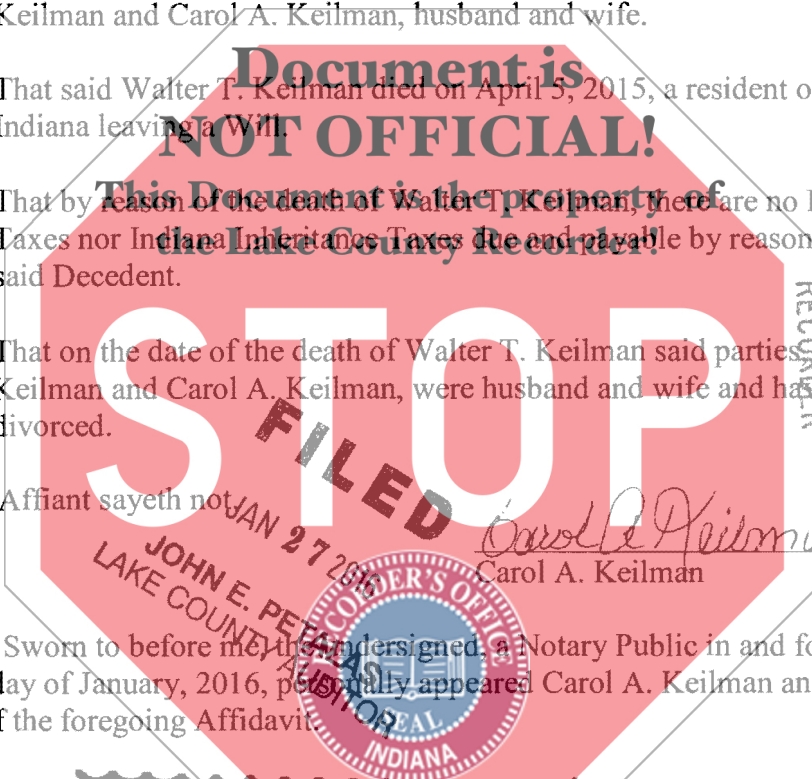 Keilman and Carol A. Keilman, husband and wife.
Document is
That said Walter T. Keilman died on April 5, 2015, a resident o
Indiana leaving a Will.
NOT OFFICIAL!
This Document is the property of
That by reason of the death of Walter T. Keilman, there are no
Taxes nor Indiana Inheritance Taxes due and payable by reason
the Lake County Recorder!
said Decedent.
STOP
RECORDER
That on the date of the death of Walter T. Keilman said parties,
Keilman and Carol A. Keilman, were husband and wife and ha
divorced.
FILED
Affiant sayeth not.
JAN 27 2016
Carol A Keilm
JOHN E. PETALAS
LAKE COUNTY AUDITOR
Carol A. Keilman
RECORDER'S OFFICE
SEAL
INDIANA
Sworn to before me, the undersigned, a Notary Public in and fo
day of January, 2016, personally appeared Carol A. Keilman an
f the foregoing Affidavit.